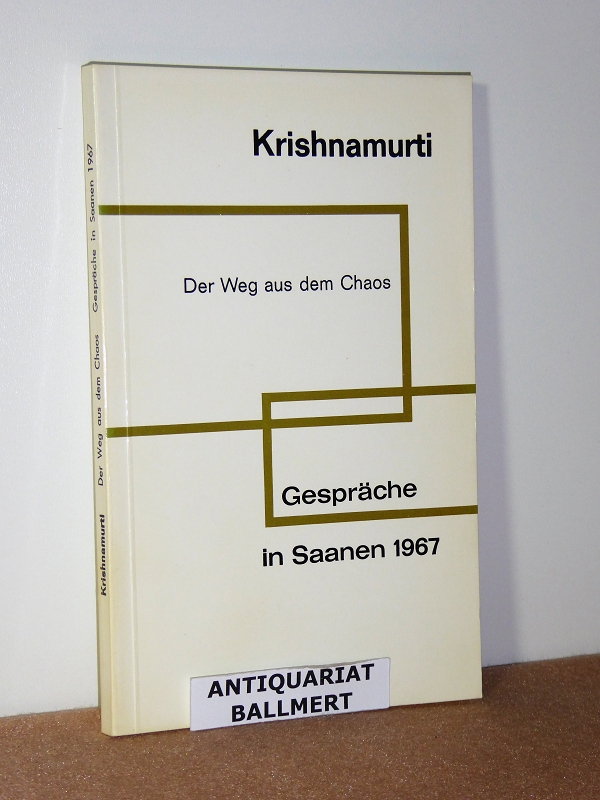 Krishnamurti
Der Weg aus dem Chaos
Gespräche
in Saanen 1967
Krishnamurti Der Weg aus dem Chaos Gespräche in Saanen 1967
ANTIQUARIAT
BALLMERT